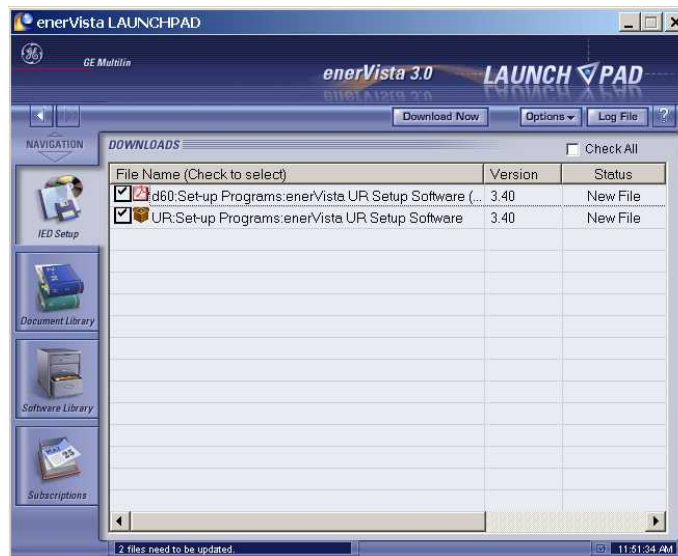 enerVista LAUNCHPAD
GE Multilin
enerVista 3.0
LAUNCH PAD
Download Now
Options
Log File
?
NAVIGATION
DOWNLOADS
Check All
File Name (Check to select)
Version
Status
d60:Set-up Programs:enerVista UR Setup Software (...
3.40
New File
UR:Set-up Programs:enerVista UR Setup Software
3.40
New File
IED Setup
Document Library
Software Library
Subscriptions
2 files need to be updated.
11:51:34 AM